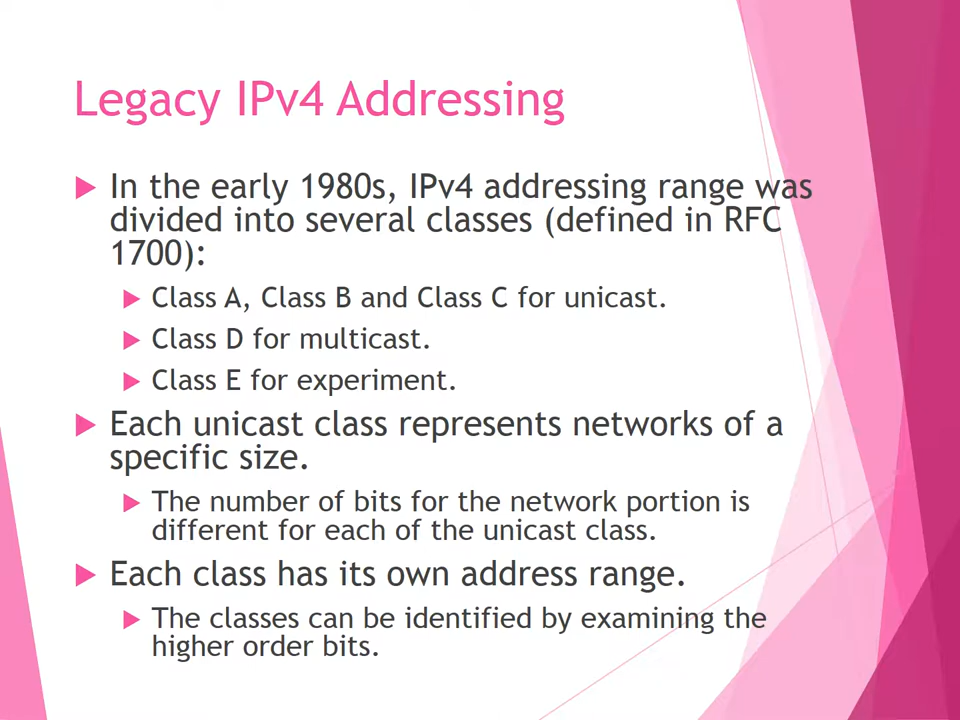 Legacy IPv4 Addressing
In the early 1980s, IPv4 addressing range was
divided into several classes (defined in RFC
1700):
Class A, Class B and Class C for unicast.
Class D for multicast.
Class E for experiment.
Each unicast class represents networks of a
specific size.
The number of bits for the network portion is
different for each of the unicast class.
Each class has its own address range.
The classes can be identified by examining the
higher order bits.